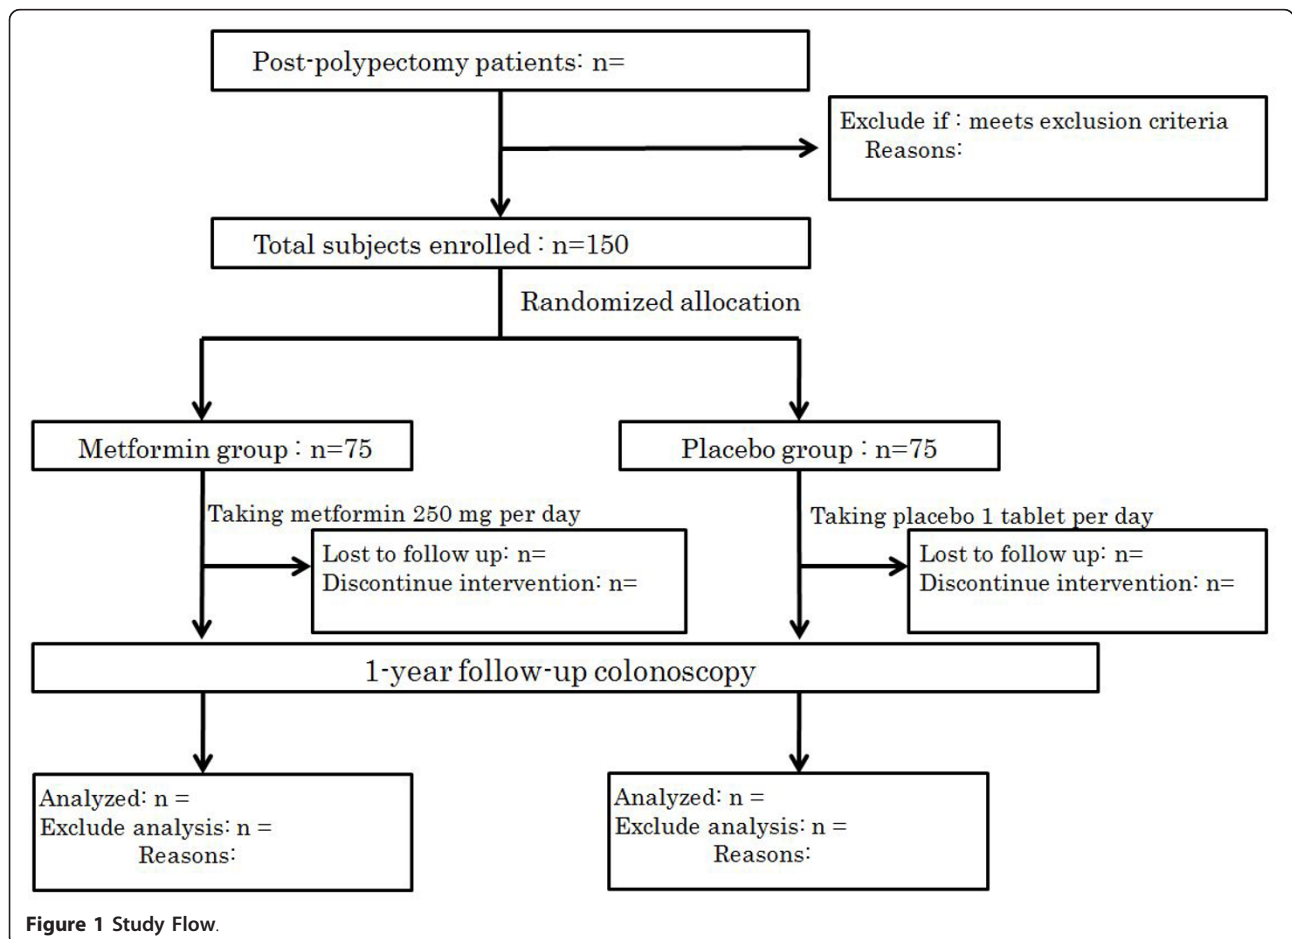 Post-polypectomy patients: n=
Exclude if : meets exclusion criteria
Reasons:
Total subjects enrolled : n=150
Randomized allocation
Metformin group : n=75
Placebo group : n=75
Taking metformin 250 mg per day
Taking placebo 1 tablet per day
Lost to follow up: n=
Discontinue intervention: n=
Lost to follow up: n=
Discontinue intervention: n=
1-year follow-up colonoscopy
Analyzed: n =
Exclude analysis: n =
Reasons:
Analyzed: n =
Exclude analysis: n =
Reasons:
Figure 1 Study Flow.